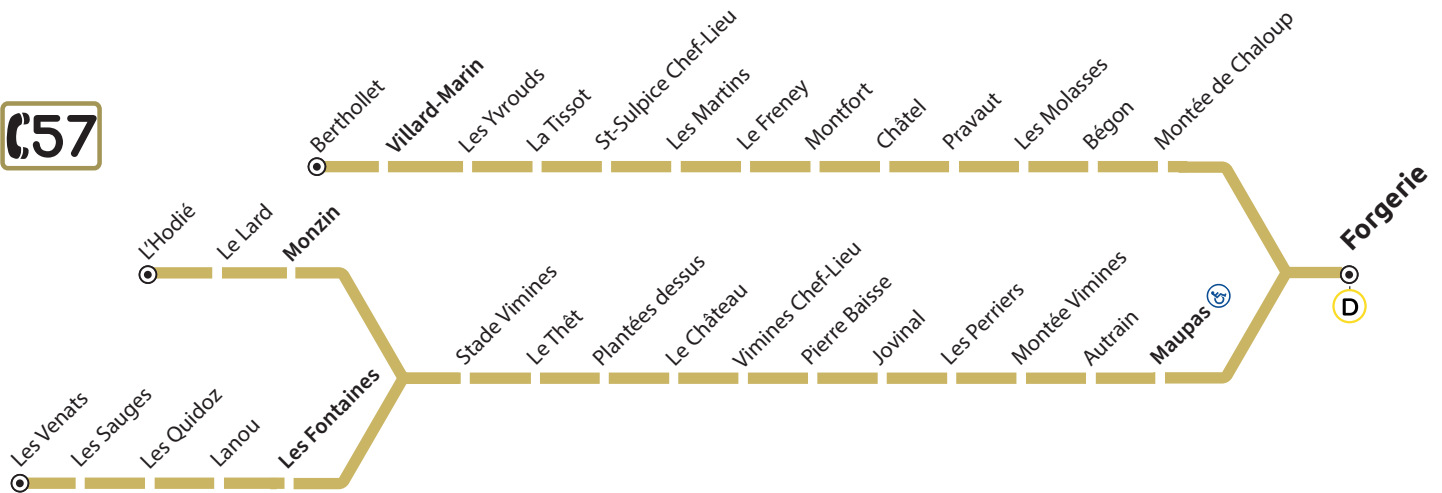 57
Berthollet
Villard-Marin
Les Yvrouds
La Tissot
St-Sulpice Chef-Lieu
Les Martins
Le Freney
Montfort
Châtel
Pravaut
Les Molasses
Bégon
Montée de Chaloup
Forgerie
D
L'Hodié
Le Lard
Monzin
Stade Vimines
Le Thêt
Plantées dessus
Le Château
Vimines Chef-Lieu
Pierre Baisse
Jovinal
Les Perriers
Montée Vimines
Autrain
Maupas
Les Venats
Les Sauges
Les Quidoz
Lanou
Les Fontaines